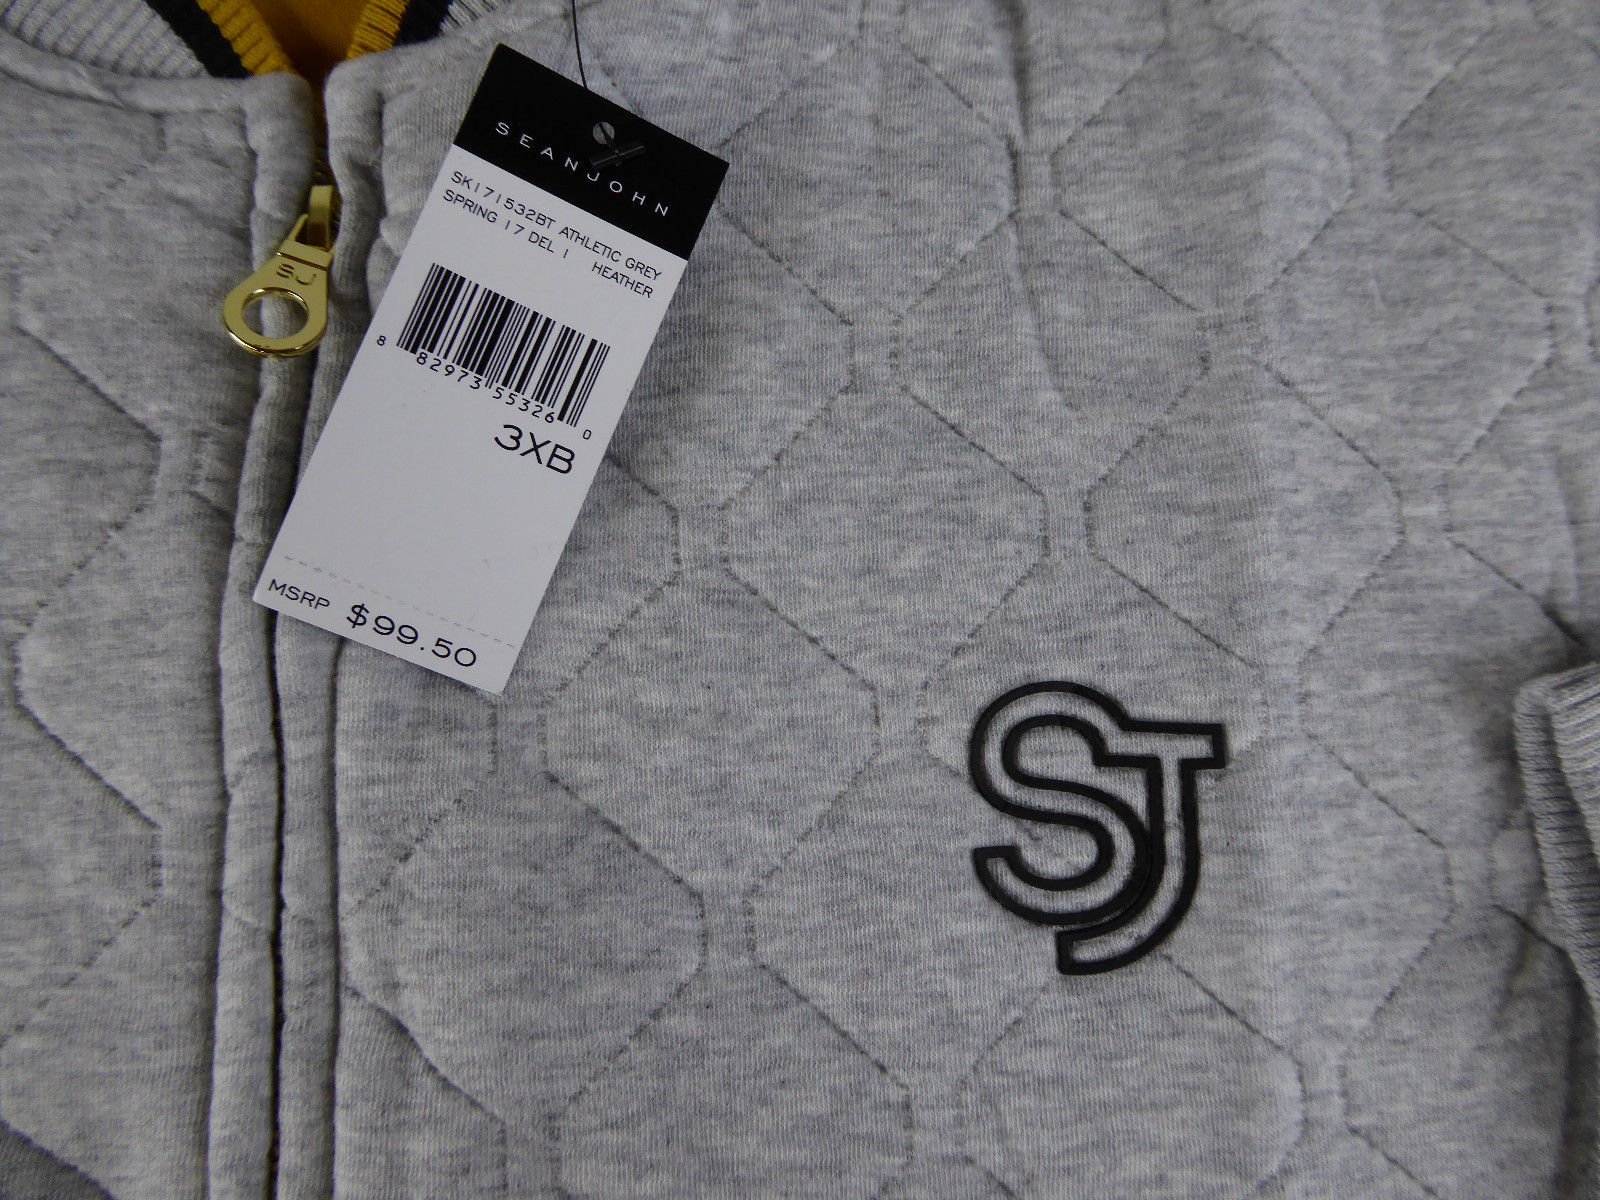 SEANJOHN
SK171532BT ATHLETIC GREY
SPRING 17 DEL 1 HEATHER
8 82973 55326 0
3XB
MSRP $99.50
SJ
SJ